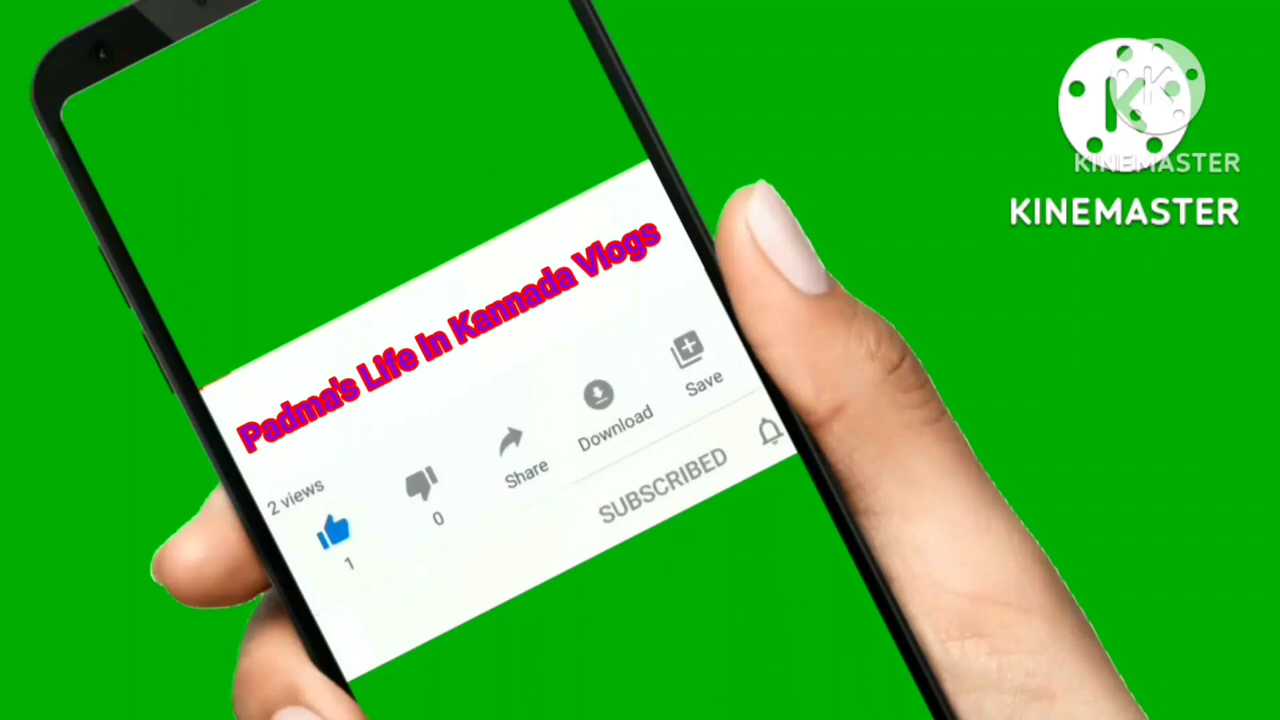 KINEMASTER
KINEMASTER
Padma's Life In Kannada Vlogs
2 views
1
0
Share
Download
Save
SUBSCRIBED